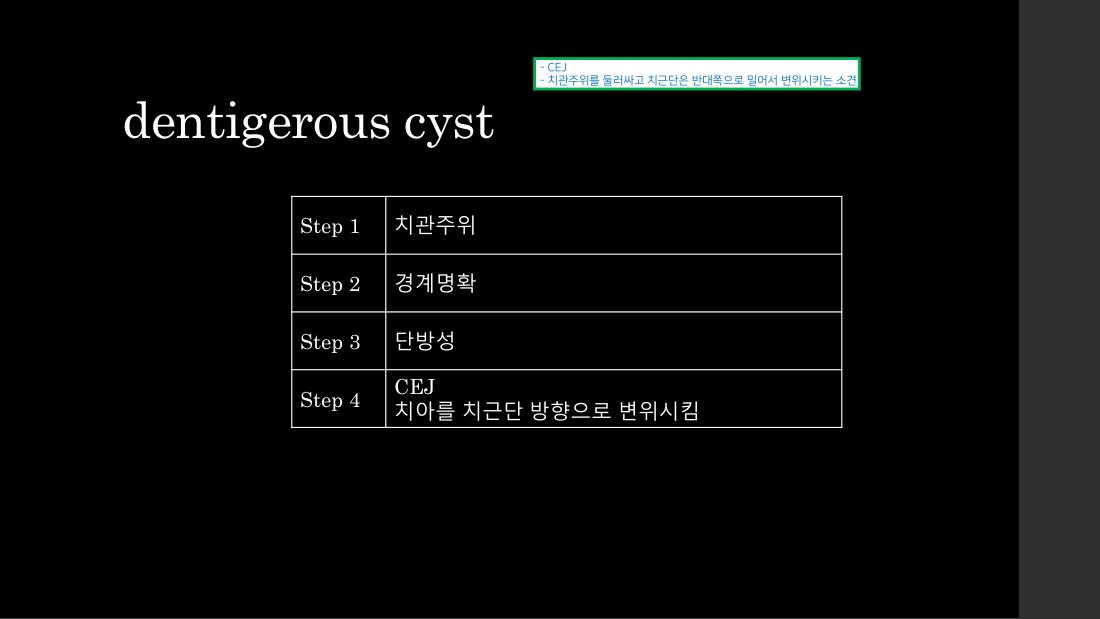 - CEJ
- 치관주위를 둘러싸고 치근단은 반대쪽으로 밀어서 변위시키는 소견
dentigerous cyst
Step 1 치관주위
Step 2 경계명확
Step 3 단방성
Step 4 CEJ
치아를 치근단 방향으로 변위시킴